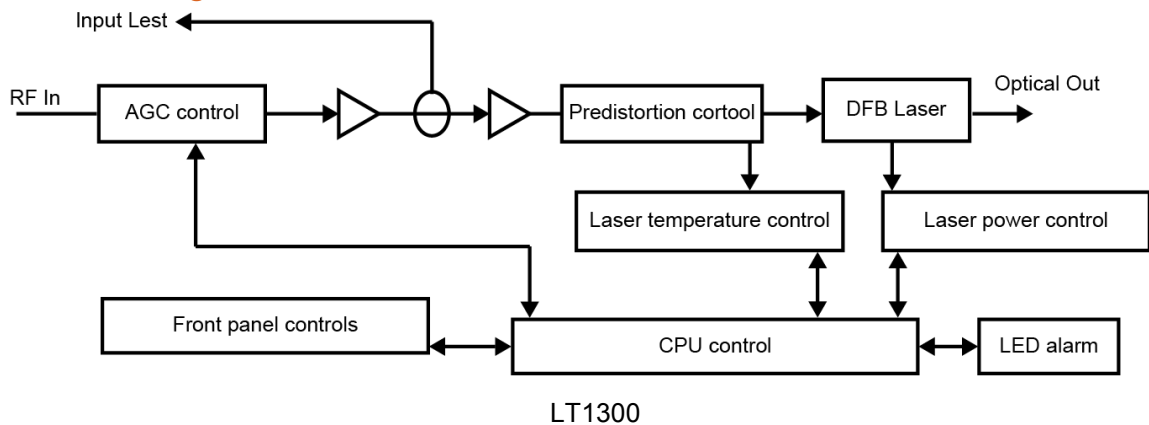 Input Lest
RF In
AGC control
Predistortion cortool
DFB Laser
Optical Out
Laser temperature control
Laser power control
Front panel controls
CPU control
LED alarm
LT1300